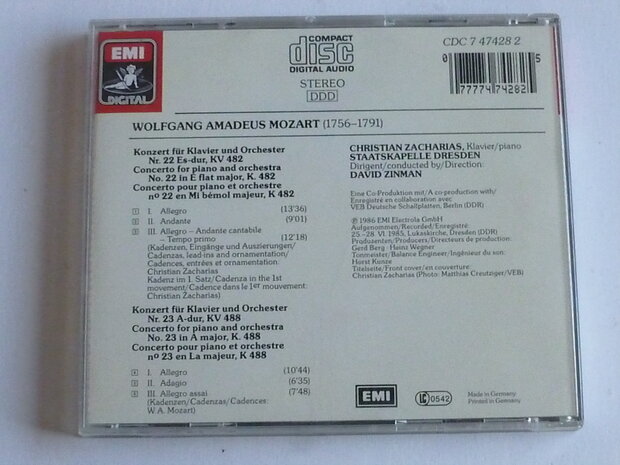 EMI
DIGITAL
COMPACT
disc
DIGITAL AUDIO
STEREO
DDD
CDC 7 47428 2
0 77774 74282 5
WOLFGANG AMADEUS MOZART (1756–1791)
Konzert für Klavier und Orchester
Nr. 22 Es-dur, KV 482
Concerto for piano and orchestra
No. 22 in E flat major, K. 482
Concerto pour piano et orchestre
nº 22 en Mi bémol majeur, K 482
1 I. Allegro (13'36)
2 II. Andante (9'01)
3 III. Allegro – Andante cantabile
– Tempo primo (12'18)
(Kadenzen, Eingänge und Auszierungen/
Cadenzas, lead-ins and ornamentation/
Cadences, entrées et ornamentation:
Christian Zacharias)
Kadenz im 1. Satz/Cadenza in the 1st
movement/Cadence dans le 1er mouvement:
Christian Zacharias)
Konzert für Klavier und Orchester
Nr. 23 A-dur, KV 488
Concerto for piano and orchestra
No. 23 in A major, K. 488
Concerto pour piano et orchestre
nº 23 en La majeur, K 488
4 I. Allegro (10'44)
5 II. Adagio (6'35)
6 III. Allegro assai (7'48)
(Kadenzen/Cadenzas/Cadences:
W.A. Mozart)
CHRISTIAN ZACHARIAS, Klavier/piano
STAATSKAPELLE DRESDEN
Dirigent/conducted by/Direction:
DAVID ZINMAN
Eine Co-Produktion mit/A co-production with/
Enregistré en collaboration avec
VEB Deutsche Schallplatten, Berlin (DDR)
℗ 1986 EMI Electrola GmbH
Aufgenommen/Recorded/Enregistré:
25.–28. VI. 1985, Lukaskirche, Dresden (DDR)
Produzenten/Producers/Directeurs de production:
Gerd Berg · Heinz Wegner
Tonmeister/Balance Engineer/Ingénieur du son:
Horst Kunze
Titelseite/Front cover/en couverture:
Christian Zacharias (Photo: Matthias Creutziger/VEB)
EMI
LC 0542
Made in Germany
Printed in Germany